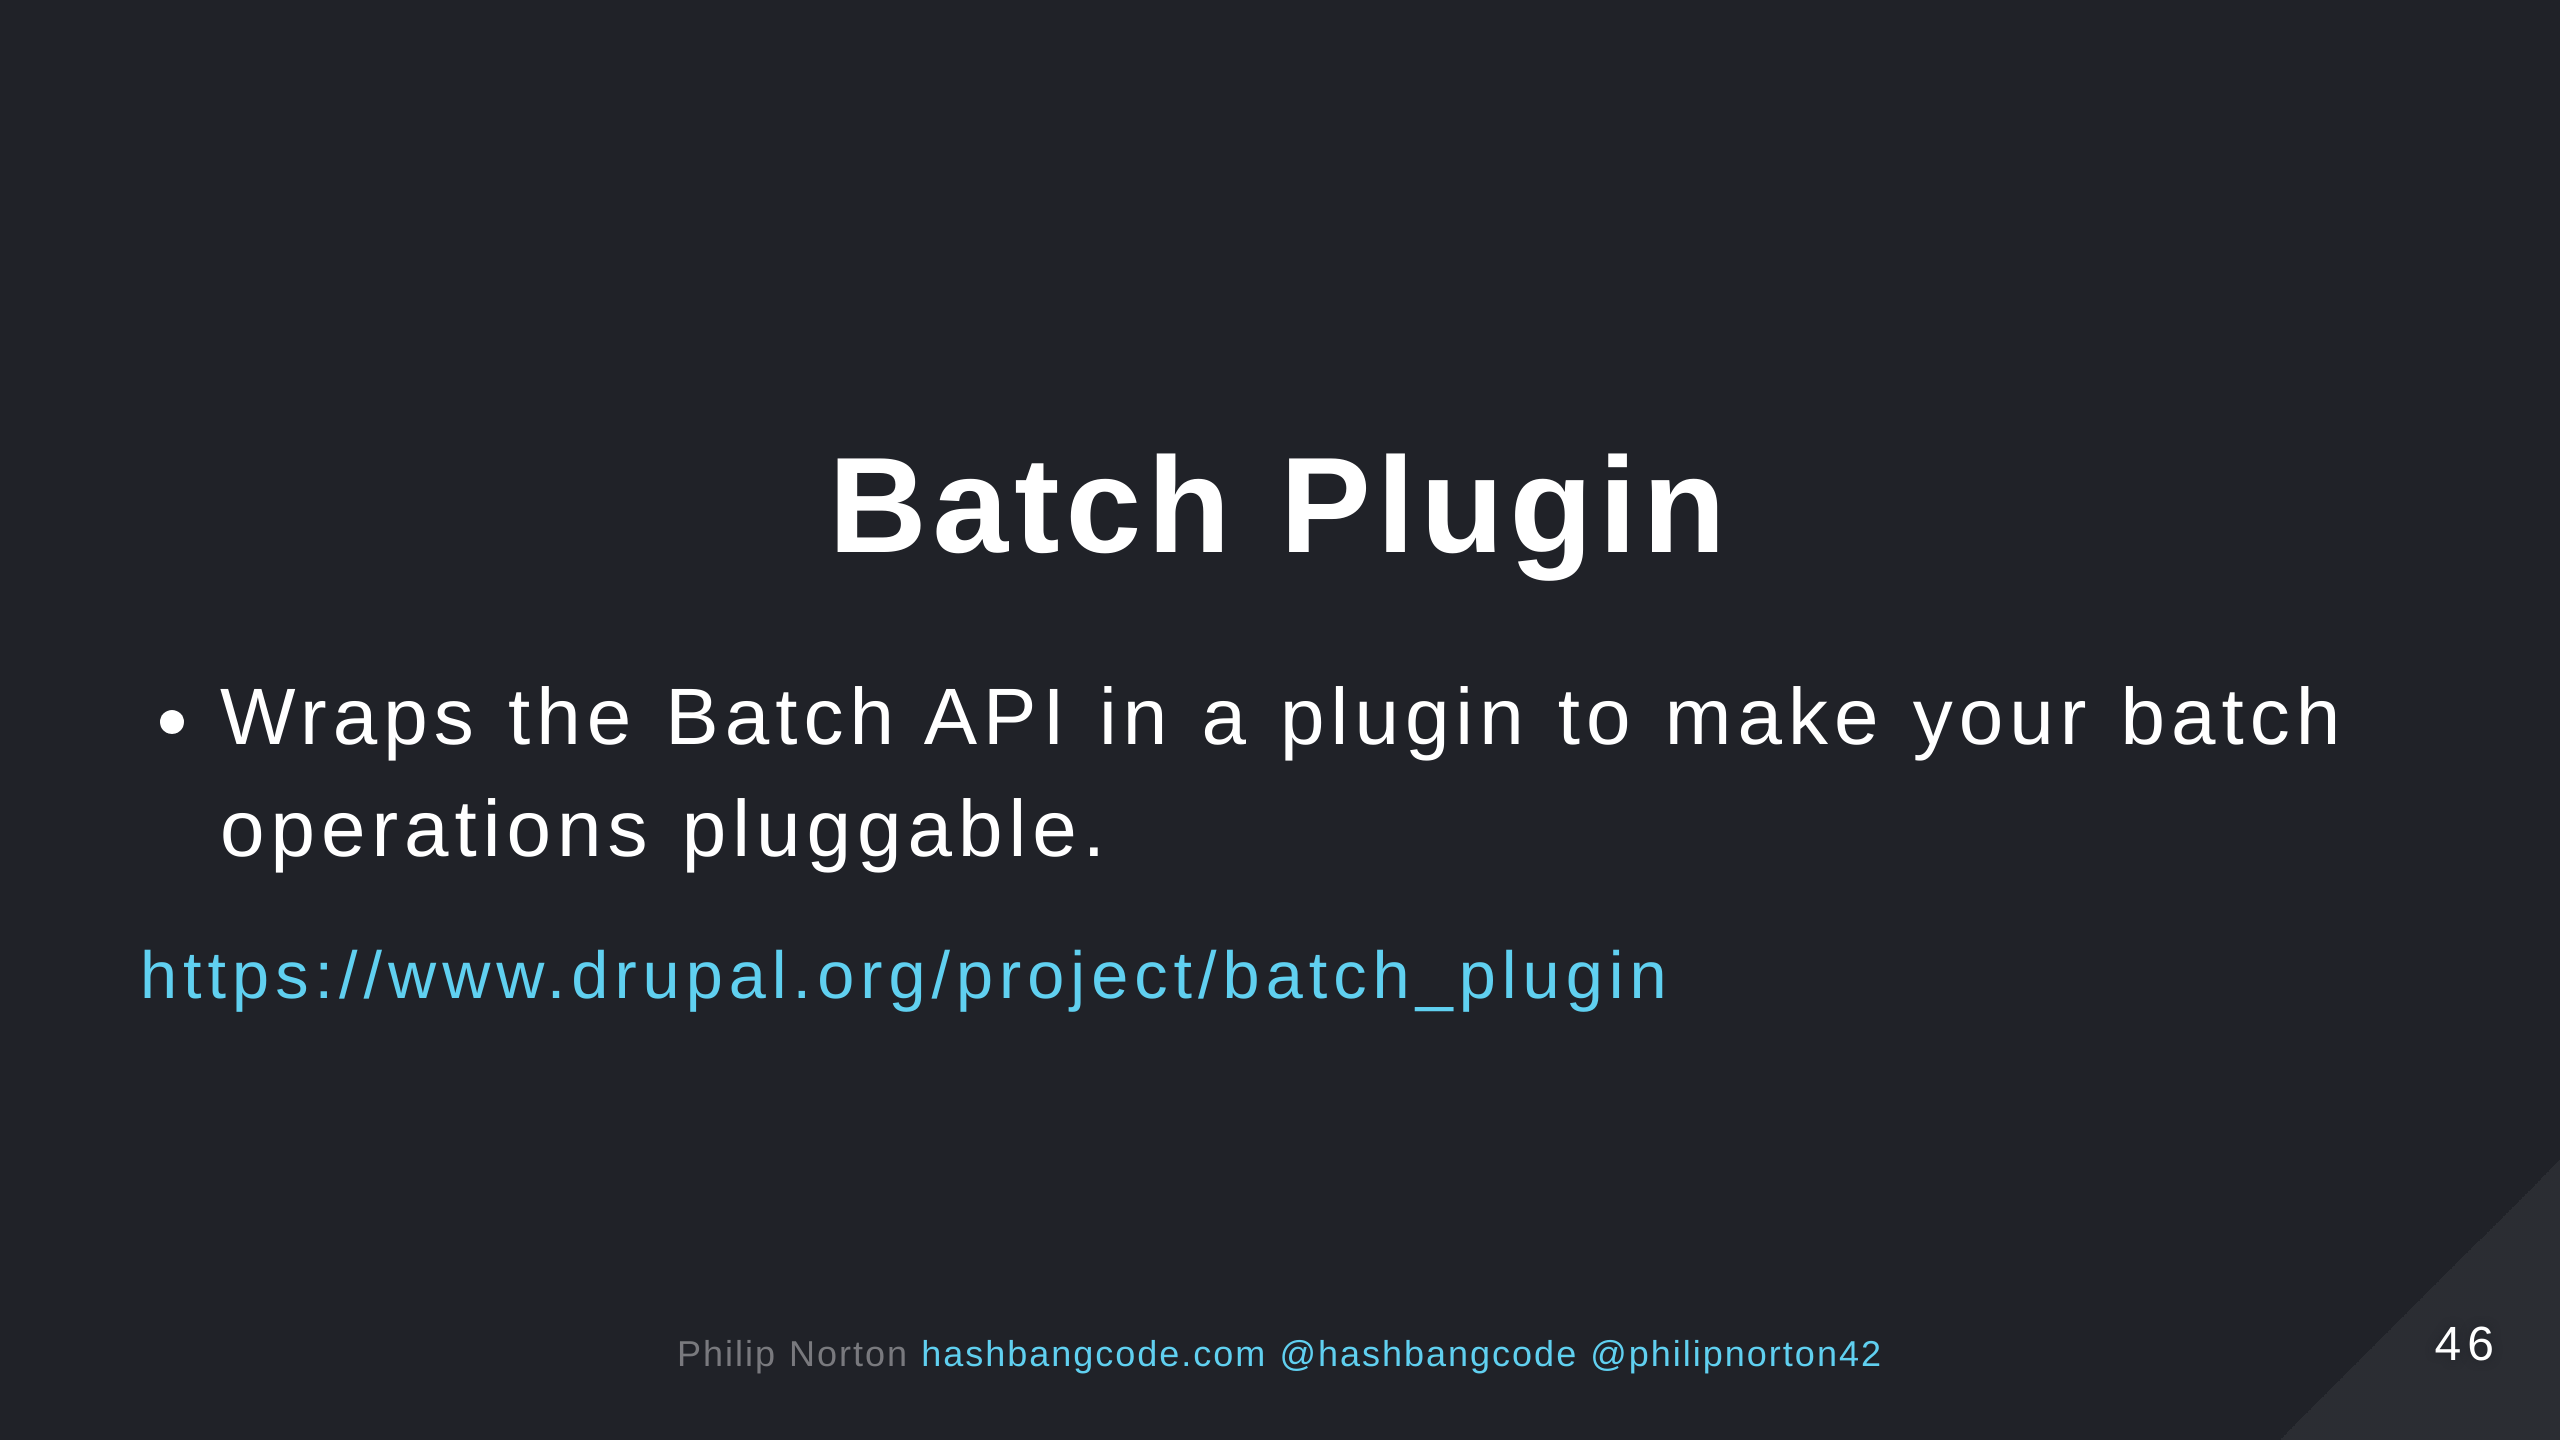 Batch Plugin
• Wraps the Batch API in a plugin to make your batch
operations pluggable.
https://www.drupal.org/project/batch_plugin
Philip Norton hashbangcode.com @hashbangcode @philipnorton42
46